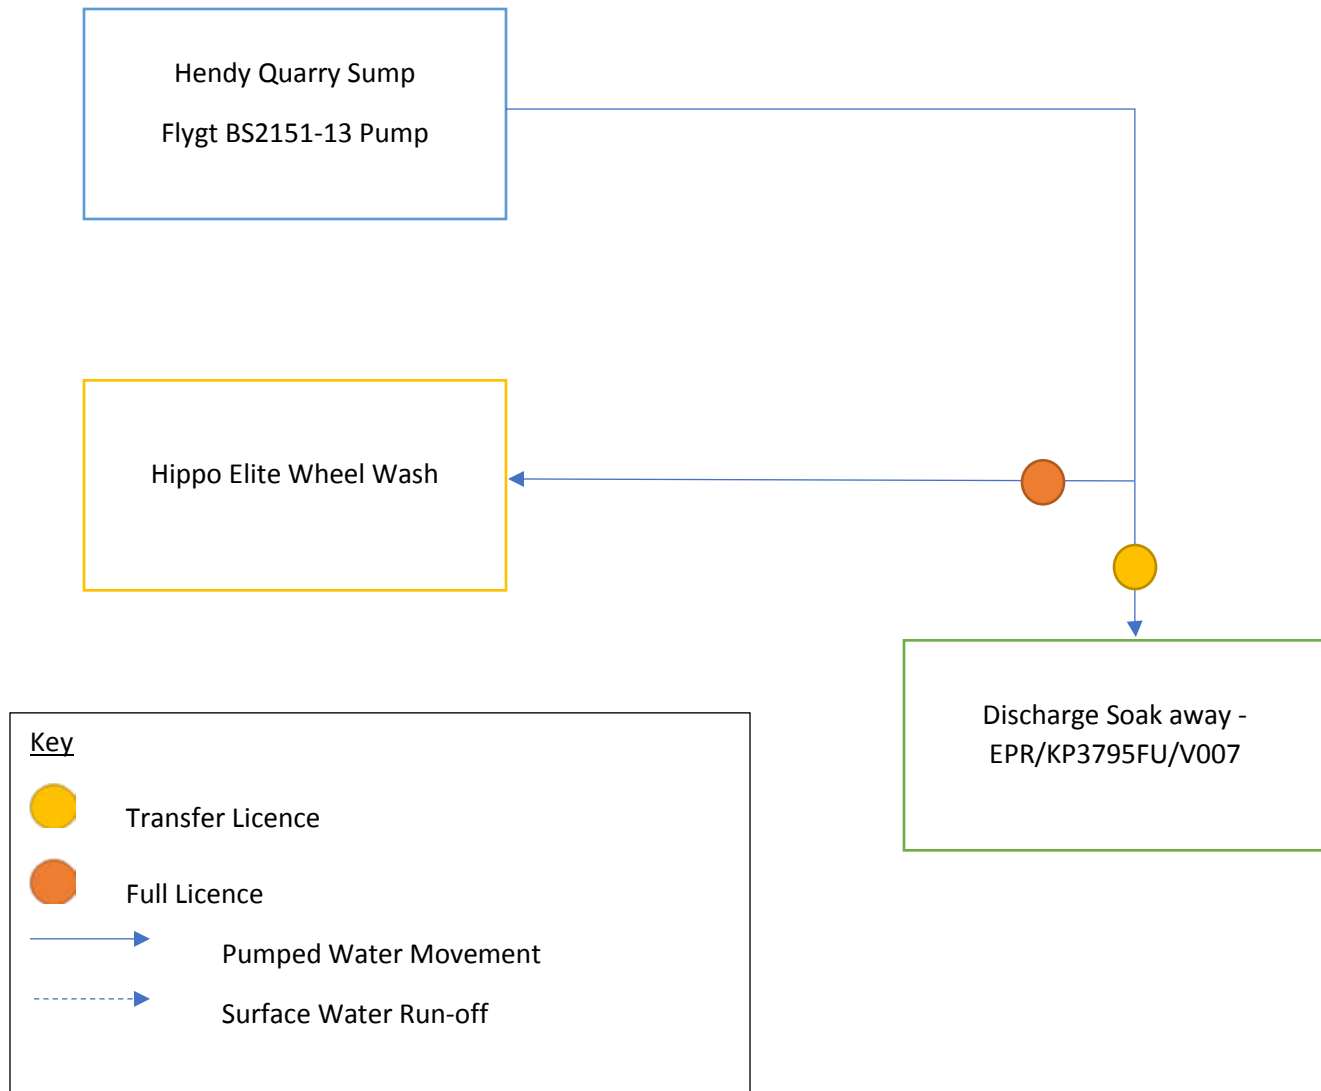 Hendy Quarry Sump
Flygt BS2151-13 Pump
Hippo Elite Wheel Wash
Discharge Soak away -
EPR/KP3795FU/V007
Key
Transfer Licence
Full Licence
Pumped Water Movement
Surface Water Run-off